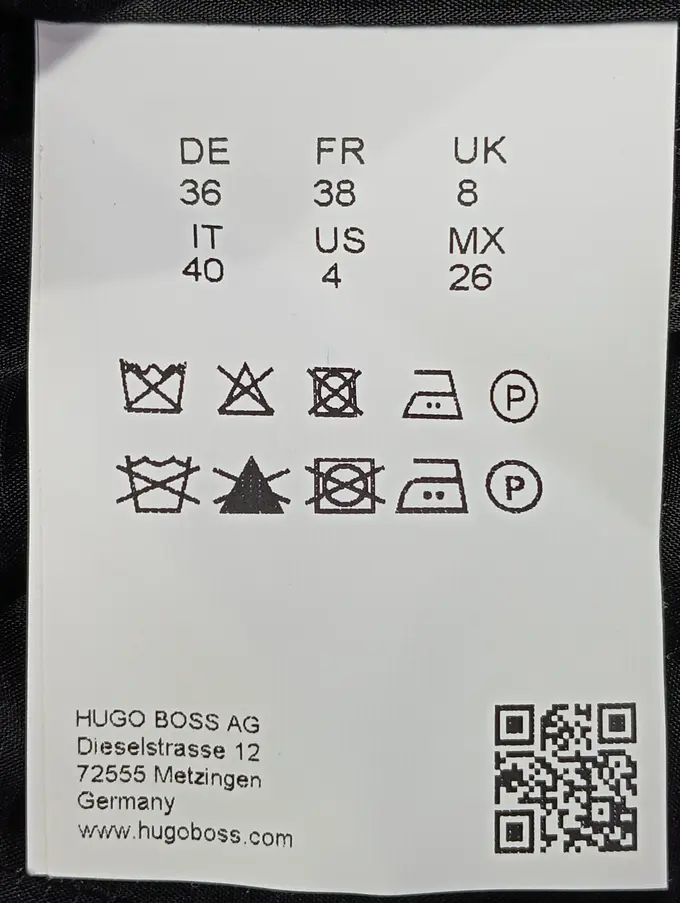 DE FR UK
36 38 8
IT US MX
40 4 26
P
P
HUGO BOSS AG
Dieselstrasse 12
72555 Metzingen
Germany
www.hugoboss.com